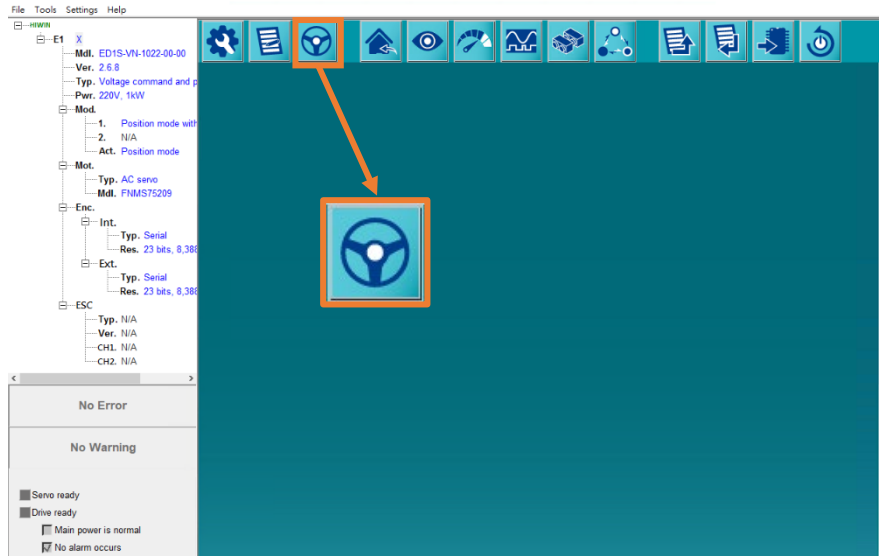 File Tools Settings Help
HIWIN
E1 X
Mdl. ED1S-VN-1022-00-00
Ver. 2.6.8
Typ. Voltage command and p
Pwr. 220V, 1kW
Mod.
1. Position mode with
2. N/A
Act. Position mode
Mot.
Typ. AC servo
Mdl. FNMS75209
Enc.
Int.
Typ. Serial
Res. 23 bits, 8,388
Ext.
Typ. Serial
Res. 23 bits, 8,388
ESC
Typ. N/A
Ver. N/A
CH1. N/A
CH2. N/A
No Error
No Warning
Servo ready
Drive ready
Main power is normal
No alarm occurs